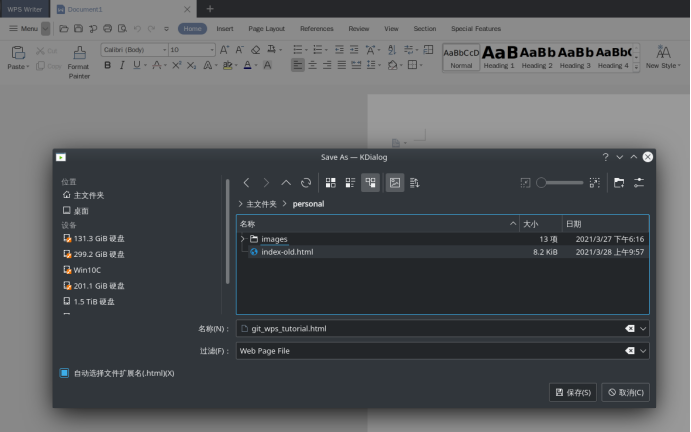 WPS Writer
Document1
Menu
Home
Insert
Page Layout
References
Review
View
Section
Special Features
Paste
Cut
Copy
Format
Painter
Calibri (Body)
10
AaBbCcD
AaB
AaBb
AaBb
AaBb(
Normal
Heading 1
Heading 2
Heading 3
Heading 4
New Style
Save As — KDialog
位置
主文件夹
桌面
设备
131.3 GiB 硬盘
299.2 GiB 硬盘
Win10C
201.1 GiB 硬盘
1.5 TiB 硬盘
主文件夹
personal
名称
大小
日期
images
13 项
2021/3/27 下午6:16
index-old.html
8.2 KiB
2021/3/28 上午9:57
名称(N)：
git_wps_tutorial.html
过滤(F)：
Web Page File
自动选择文件扩展名(.html)(X)
保存(S)
取消(C)